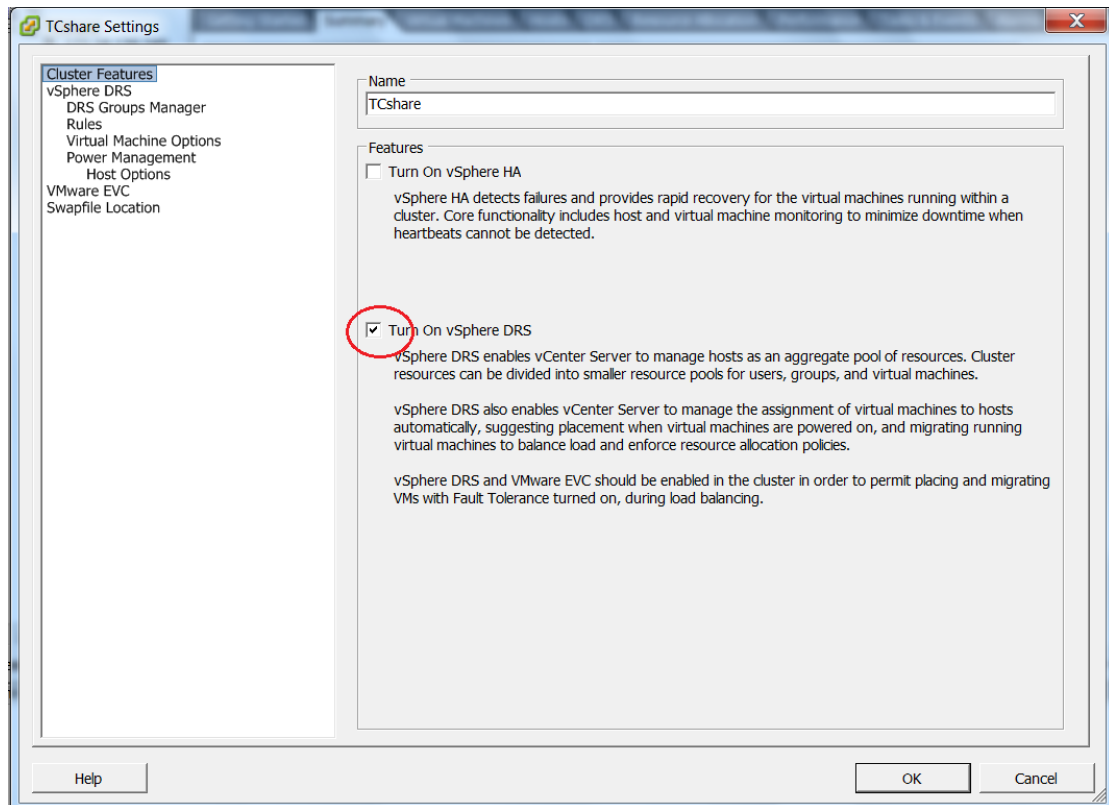 TCshare Settings
Summary
Cluster Features
vSphere DRS
DRS Groups Manager
Rules
Virtual Machine Options
Power Management
Host Options
VMware EVC
Swapfile Location
Name
TCshare
Features
Turn On vSphere HA
vSphere HA detects failures and provides rapid recovery for the virtual machines running within a
cluster. Core functionality includes host and virtual machine monitoring to minimize downtime when
heartbeats cannot be detected.
Turn On vSphere DRS
vSphere DRS enables vCenter Server to manage hosts as an aggregate pool of resources. Cluster
resources can be divided into smaller resource pools for users, groups, and virtual machines.
vSphere DRS also enables vCenter Server to manage the assignment of virtual machines to hosts
automatically, suggesting placement when virtual machines are powered on, and migrating running
virtual machines to balance load and enforce resource allocation policies.
vSphere DRS and VMware EVC should be enabled in the cluster in order to permit placing and migrating
VMs with Fault Tolerance turned on, during load balancing.
Help
OK
Cancel